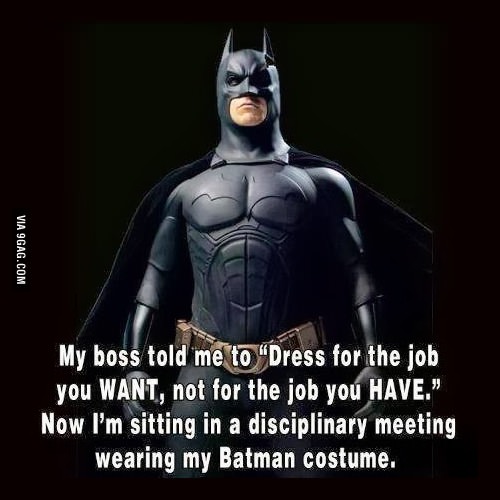 VIA 9GAG.COM
My boss told me to “Dress for the job
you WANT, not for the job you HAVE.”
Now I'm sitting in a disciplinary meeting
wearing my Batman costume.